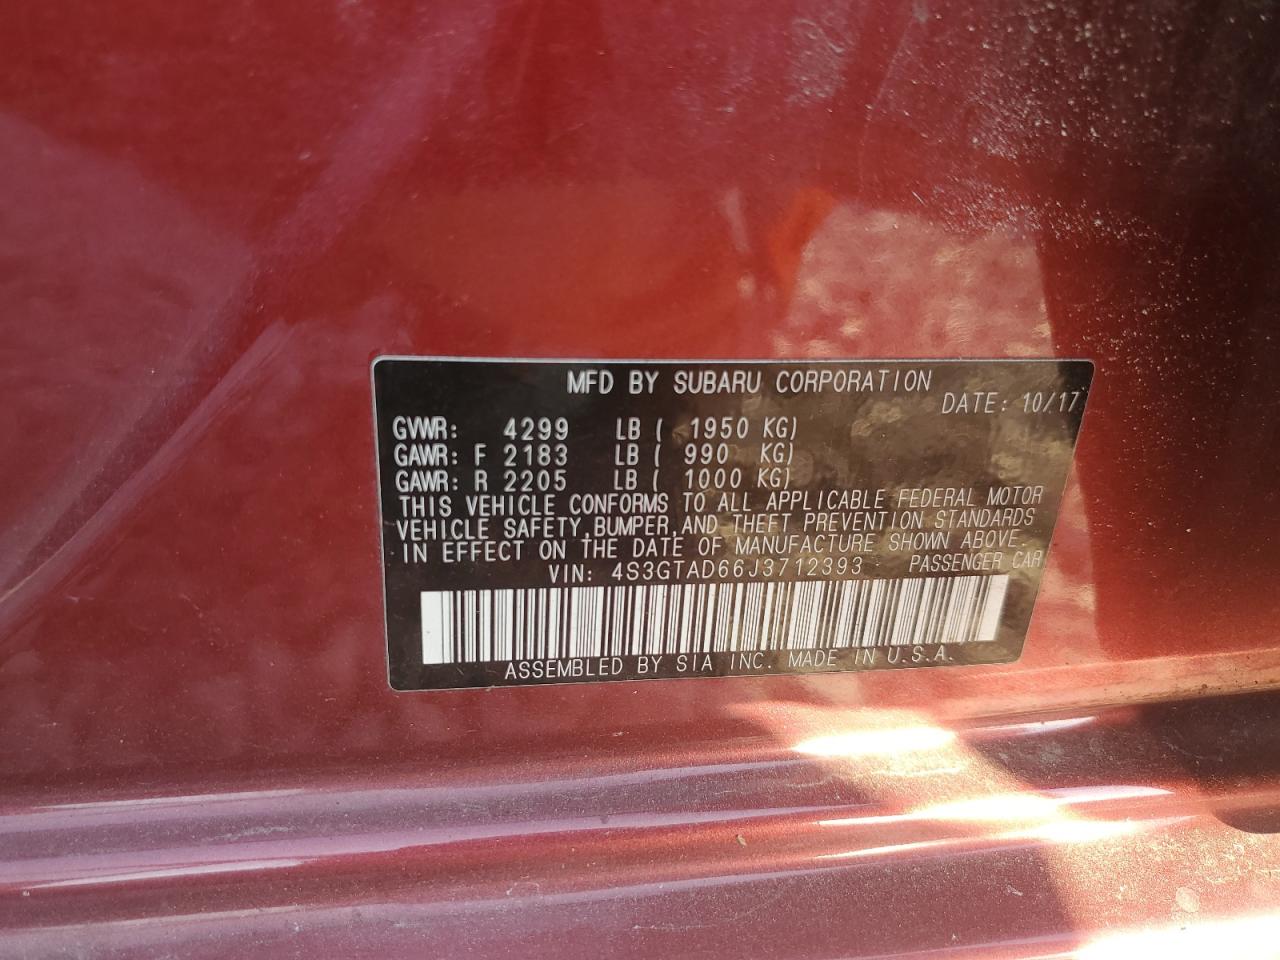 MFD BY SUBARU CORPORATION
DATE: 10/17
GVWR: 4299 LB ( 1950 KG)
GAWR: F 2183 LB ( 990 KG)
GAWR: R 2205 LB ( 1000 KG)
THIS VEHICLE CONFORMS TO ALL APPLICABLE FEDERAL MOTOR
VEHICLE SAFETY, BUMPER, AND THEFT PREVENTION STANDARDS
IN EFFECT ON THE DATE OF MANUFACTURE SHOWN ABOVE.
VIN: 4S3GTAD66J3712393 PASSENGER CAR
ASSEMBLED BY SIA INC. MADE IN U.S.A.